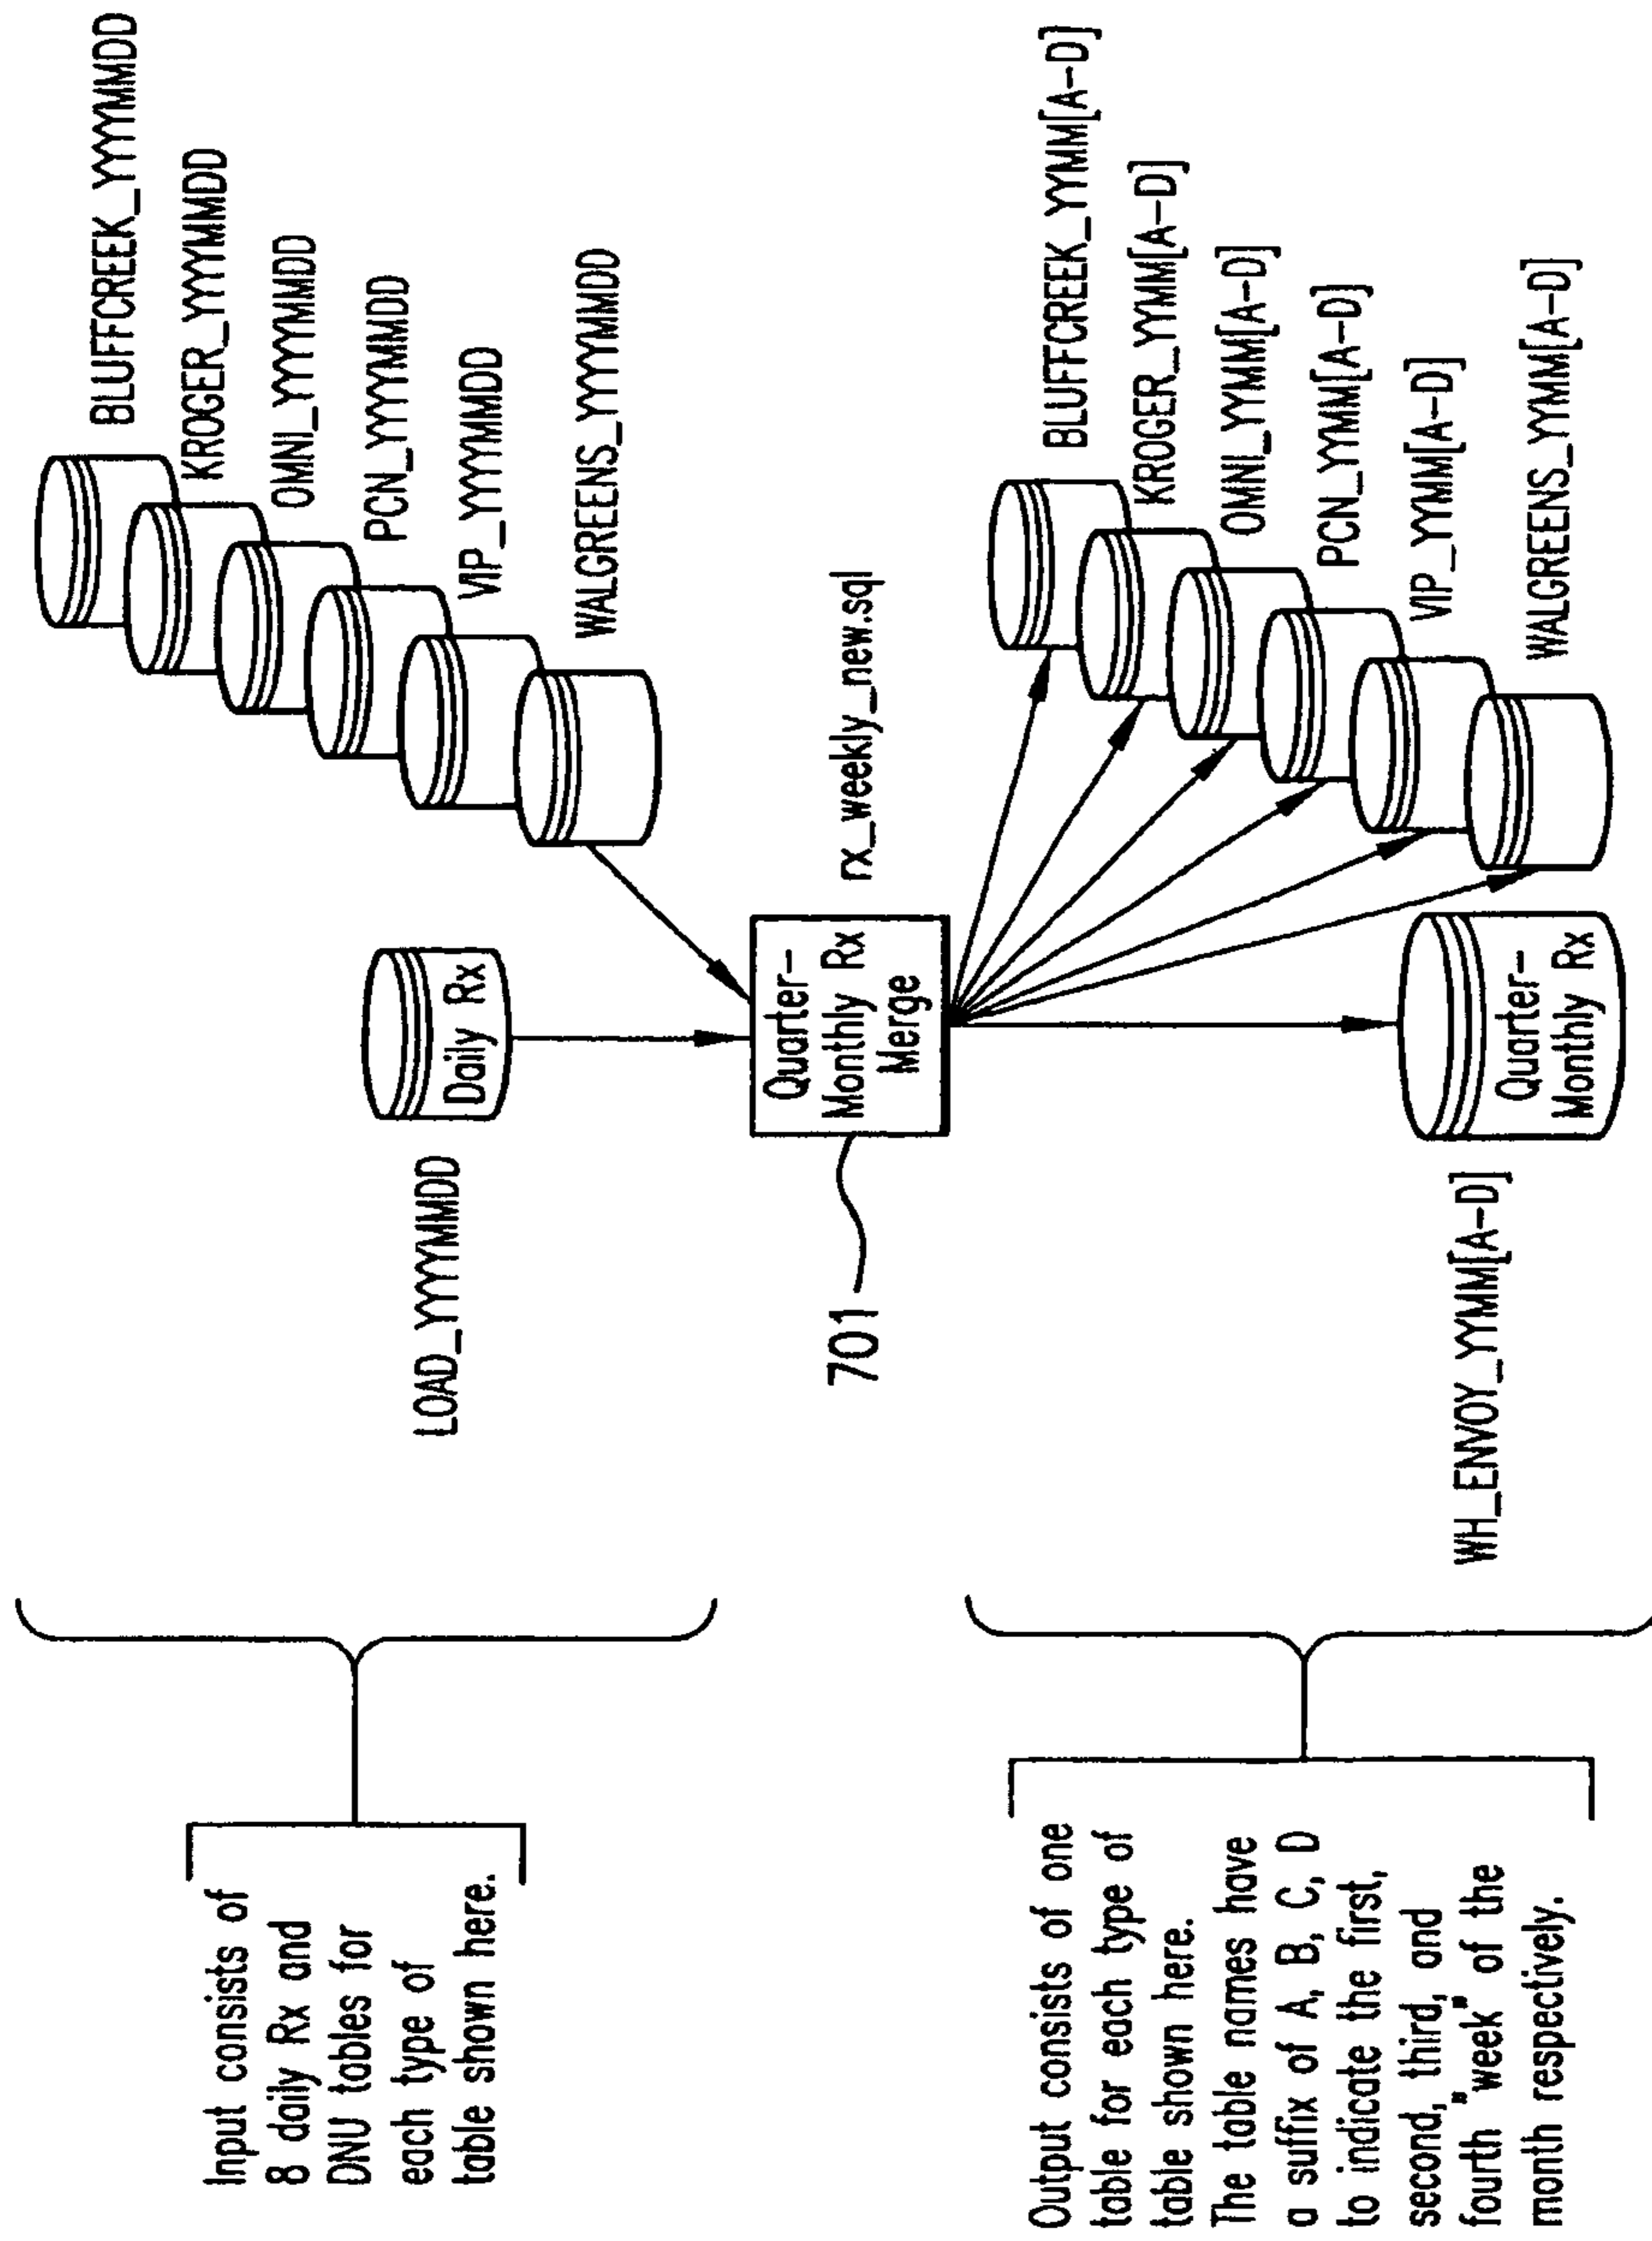 Input consists of
8 daily Rx and
DNU tables for
each type of
table shown here.
LOAD_YYYYMMDD
Daily Rx
BLUFFCREEK_YYYYMMDD
KROGER_YYYYMMDD
OMNI_YYYYMMDD
PCN_YYYYMMDD
VIP_YYYYMMDD
WALGREENS_YYYYMMDD
701
Quarter-
Monthly Rx
Merge
rx_weekly_new.sql
Output consists of one
table for each type of
table shown here.
The table names have
a suffix of A, B, C, D
to indicate the first,
second, third, and
fourth "week" of the
month respectively.
WH_ENVOY_YYMM[A-D]
Quarter-
Monthly Rx
BLUFFCREEK_YYMM[A-D]
KROGER_YYMM[A-D]
OMNI_YYMM[A-D]
PCN_YYMM[A-D]
VIP_YYMM[A-D]
WALGREENS_YYMM[A-D]